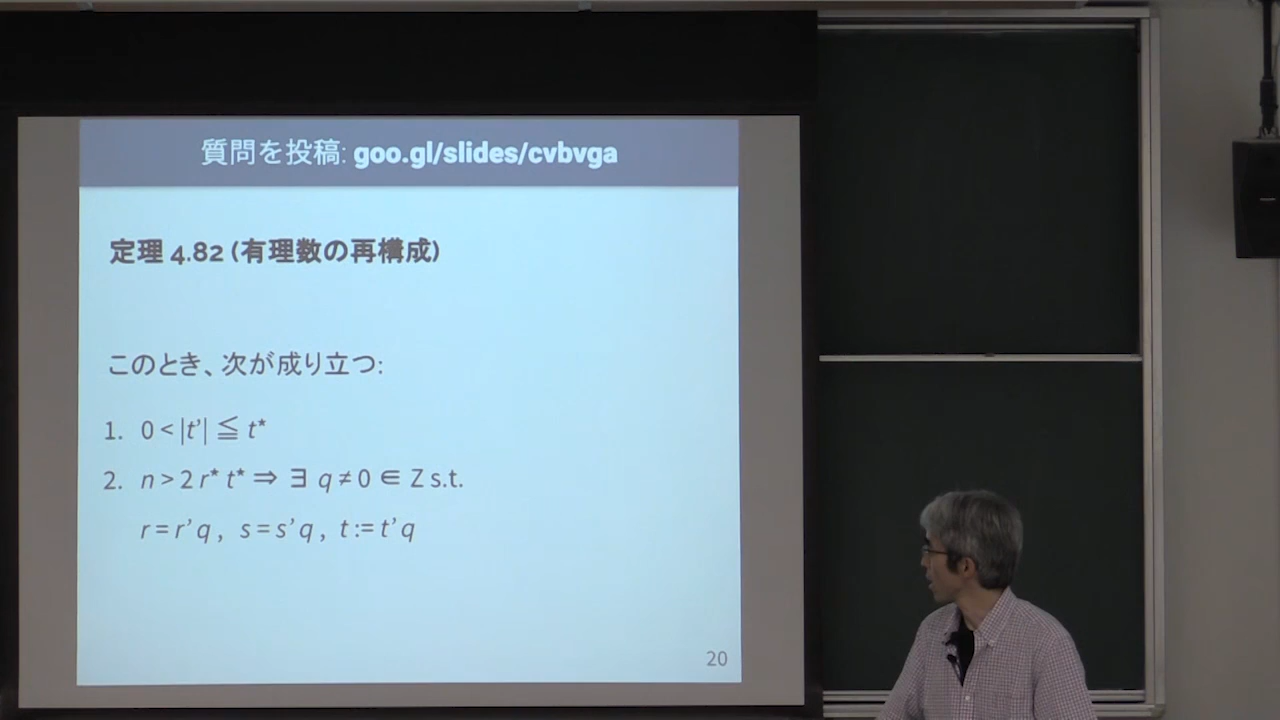 質問を投稿: goo.gl/slides/cvbvga
定理 4.82 (有理数の再構成)
このとき、次が成り立つ:
1. 0 < |t’| ≦ t*
2. n > 2 r* t* ⇒ ∃ q ≠ 0 ∈ Z s.t.
r = r’ q , s = s’ q , t := t’ q
20